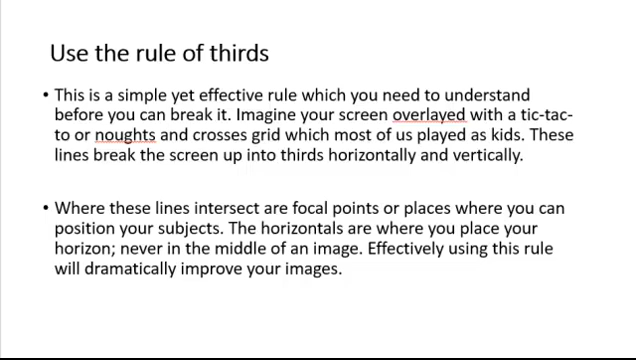 Use the rule of thirds
• This is a simple yet effective rule which you need to understand
before you can break it. Imagine your screen overlayed with a tic-tac-
to or noughts and crosses grid which most of us played as kids. These
lines break the screen up into thirds horizontally and vertically.
• Where these lines intersect are focal points or places where you can
position your subjects. The horizontals are where you place your
horizon; never in the middle of an image. Effectively using this rule
will dramatically improve your images.